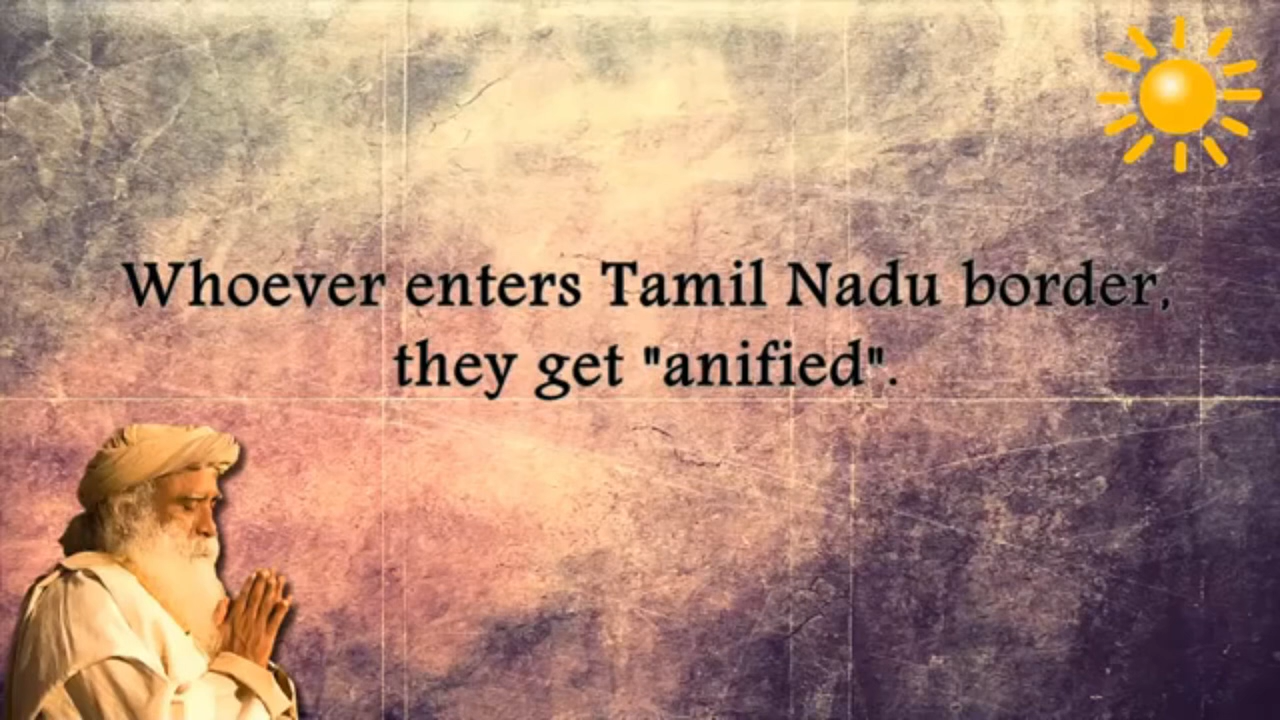 Whoever enters Tamil Nadu border,
they get "anified".